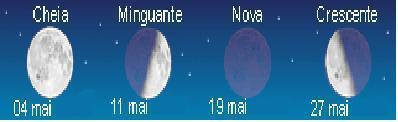 Cheia Minguante Nova Crescente
04 mai 11 mai 19 mai 27 mai